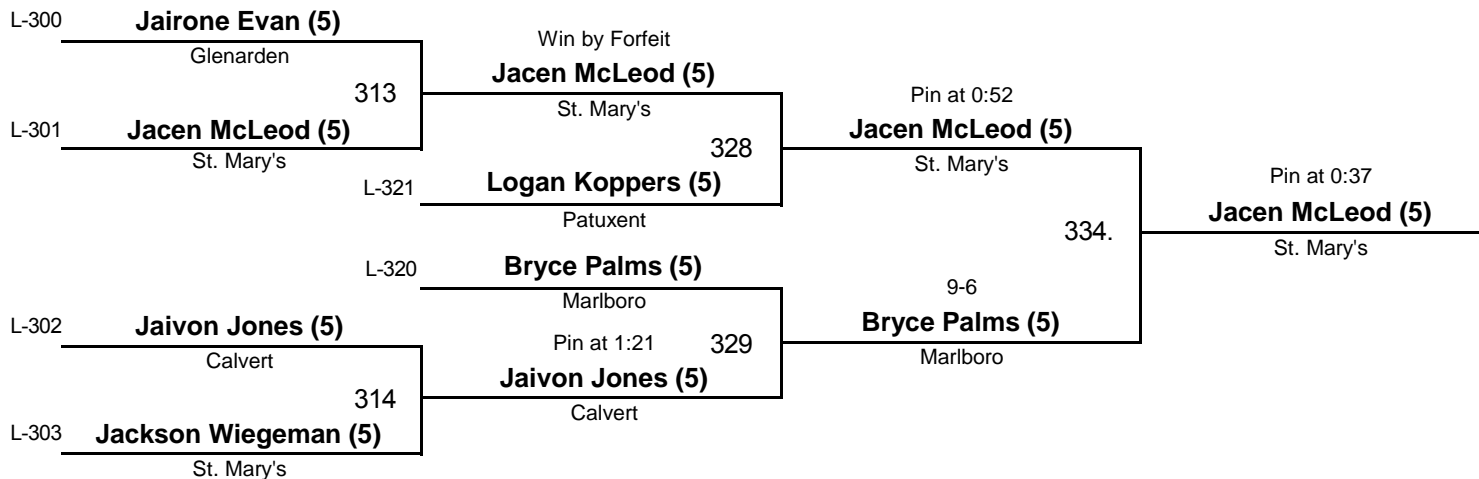 L-300
Jairone Evan (5)
Glenarden
313
L-301
Jacen McLeod (5)
St. Mary's
Win by Forfeit
Jacen McLeod (5)
St. Mary's
328
L-321
Logan Koppers (5)
Patuxent
Pin at 0:52
Jacen McLeod (5)
St. Mary's
334.
Pin at 0:37
Jacen McLeod (5)
St. Mary's
L-320
Bryce Palms (5)
Marlboro
9-6
Bryce Palms (5)
Marlboro
L-302
Jaivon Jones (5)
Calvert
Pin at 1:21
329
Jaivon Jones (5)
Calvert
314
L-303
Jackson Wiegeman (5)
St. Mary's